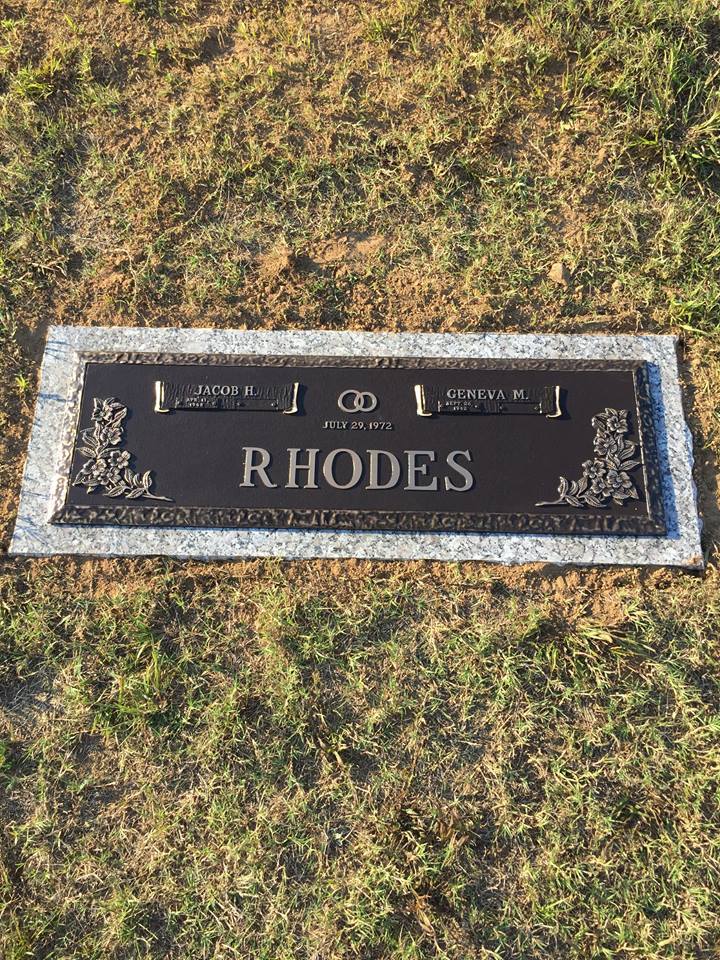 JACOB H.
GENEVA M.
JULY 29, 1972
RHODES